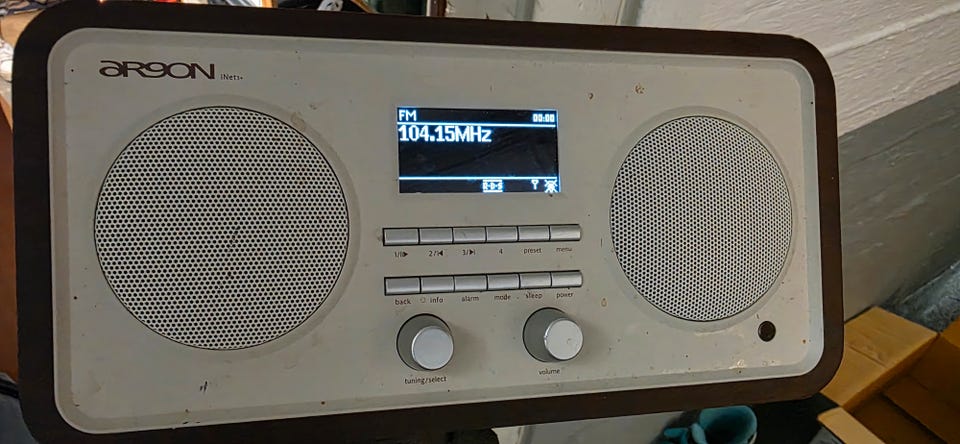 ARGON iNet3+
FM 00:00
104.15MHz
R·D·S
1/II▶ 2/I◀ 3/▶I 4 preset menu
back info alarm mode sleep power
tuning/select volume